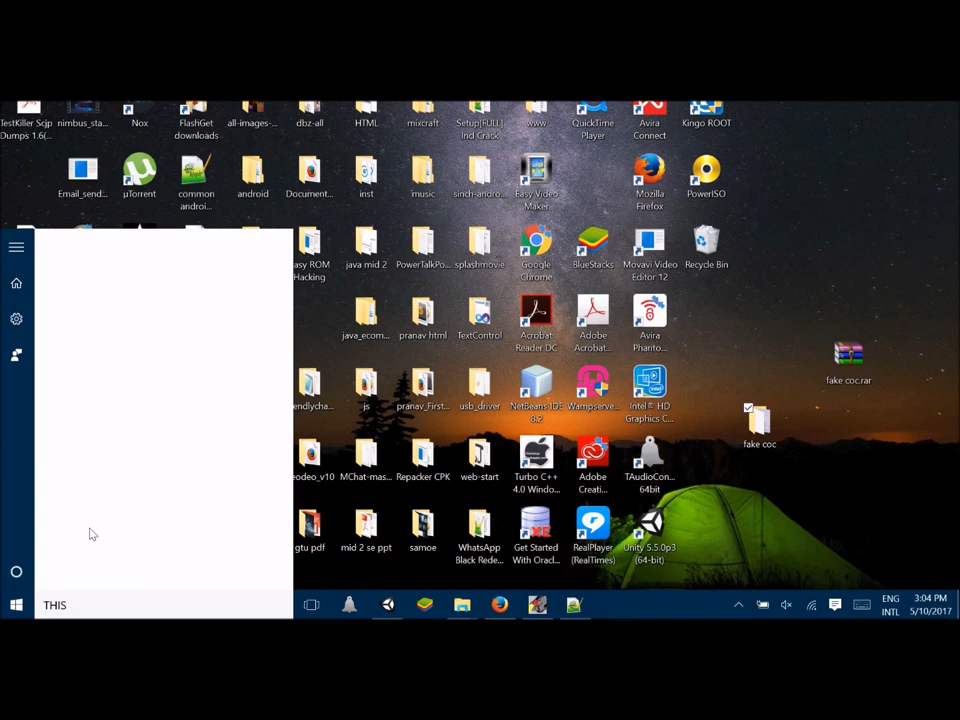 TestKiller Scjp
Dumps 1.6(...
nimbus_sta...
Nox
FlashGet
downloads
all-images-...
dbz-all
HTML
mixcraft
Setup[FULL]
Ind Crack
www
QuickTime
Player
Avira
Connect
Kingo ROOT
Email_send...
µTorrent
common
androi...
android
Document...
inst
music
sinch-andro...
Easy Video
Maker
Mozilla
Firefox
PowerISO
asy ROM
Hacking
java mid 2
PowerTalkPo...
splashmovie
Google
Chrome
BlueStacks
Movavi Video
Editor 12
Recycle Bin
java_ecom...
pranav html
TextControl
Acrobat
Reader DC
Adobe
Acrobat...
Avira
Phanto...
fake coc.rar
endlycha...
js
pranav_First...
usb_driver
NetBeans IDE
8.2
Wampserve...
Intel® HD
Graphics C...
fake coc
eodeo_v10
MChat-mas...
Repacker CPK
web-start
Turbo C++
4.0 Windo...
Adobe
Creati...
TAudioCon...
64bit
gtu pdf
mid 2 se ppt
samoe
WhatsApp
Black Rede...
Get Started
With Oracl...
RealPlayer
(RealTimes)
Unity 5.5.0p3
(64-bit)
THIS
ENG
INTL
3:04 PM
5/10/2017